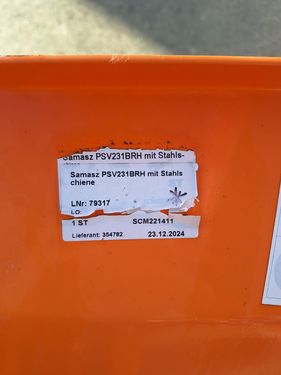 Samasz PSV231BRH mit Stahls-
chiene
Samasz PSV231BRH mit Stahls
chiene
LNr: 79317
LO:
1 ST SCM221411
Lieferant: 354782 23.12.2024